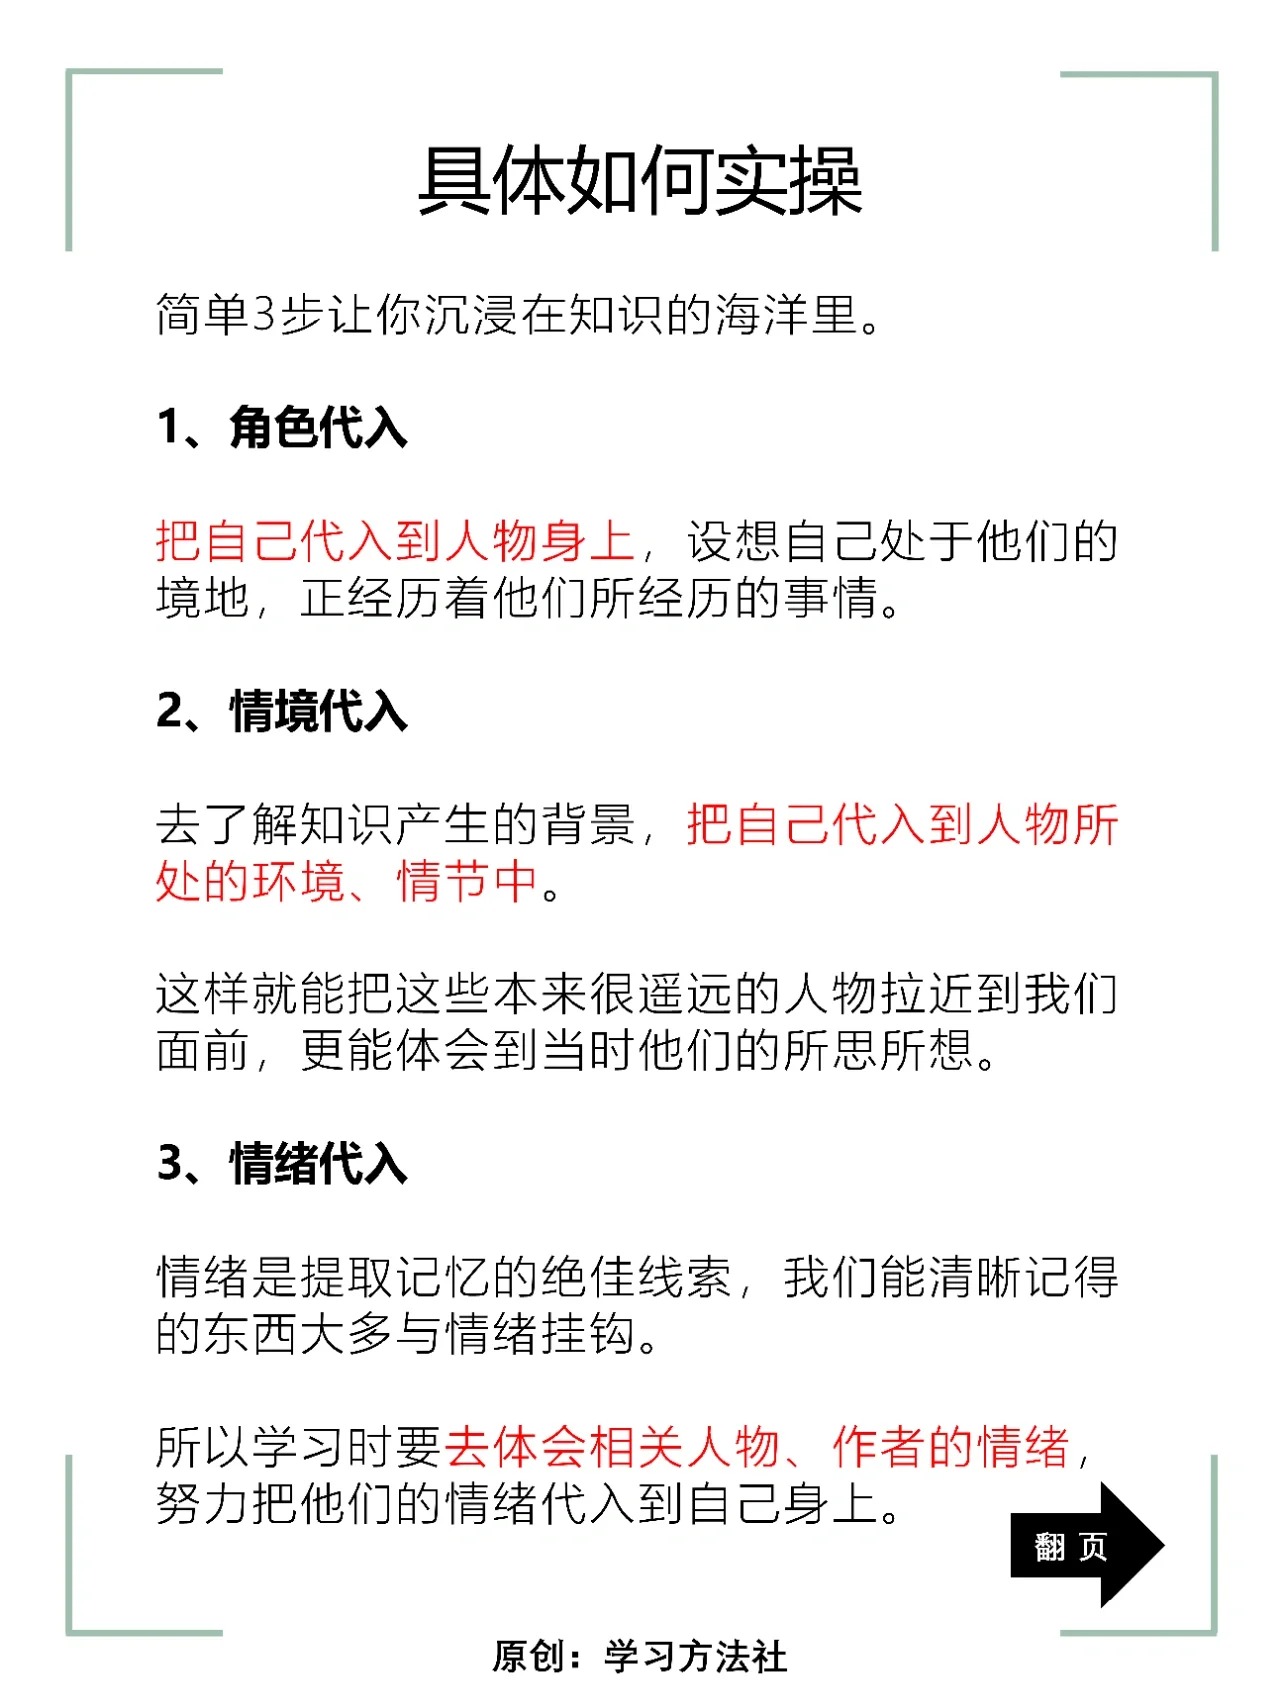 具体如何实操
简单3步让你沉浸在知识的海洋里。
1、角色代入
把自己代入到人物身上，设想自己处于他们的
境地，正经历着他们所经历的事情。
2、情境代入
去了解知识产生的背景，把自己代入到人物所
处的环境、情节中。
这样就能把这些本来很遥远的人物拉近到我们
面前，更能体会到当时他们的所思所想。
3、情绪代入
情绪是提取记忆的绝佳线索，我们能清晰记得
的东西大多与情绪挂钩。
所以学习时要去体会相关人物、作者的情绪，
努力把他们的情绪代入到自己身上。
翻 页
原创：学习方法社